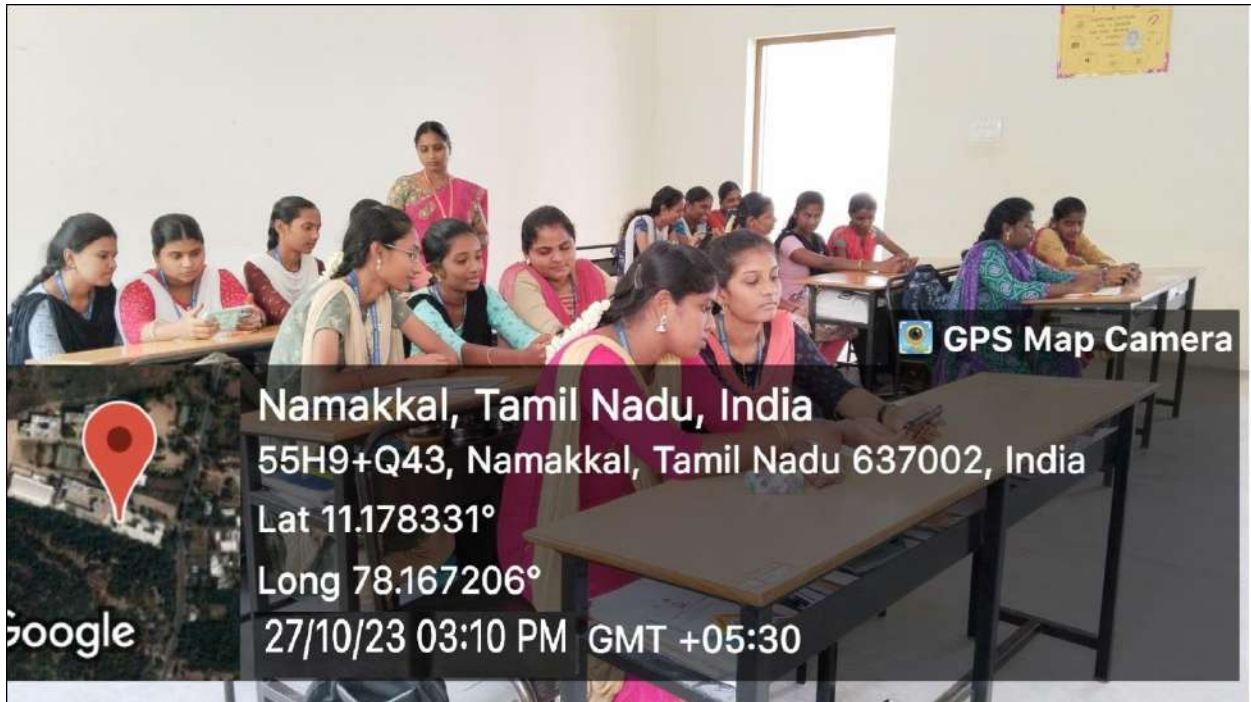 GPS Map Camera
Namakkal, Tamil Nadu, India
55H9+Q43, Namakkal, Tamil Nadu 637002, India
Lat 11.178331°
Long 78.167206°
27/10/23 03:10 PM GMT +05:30
Google